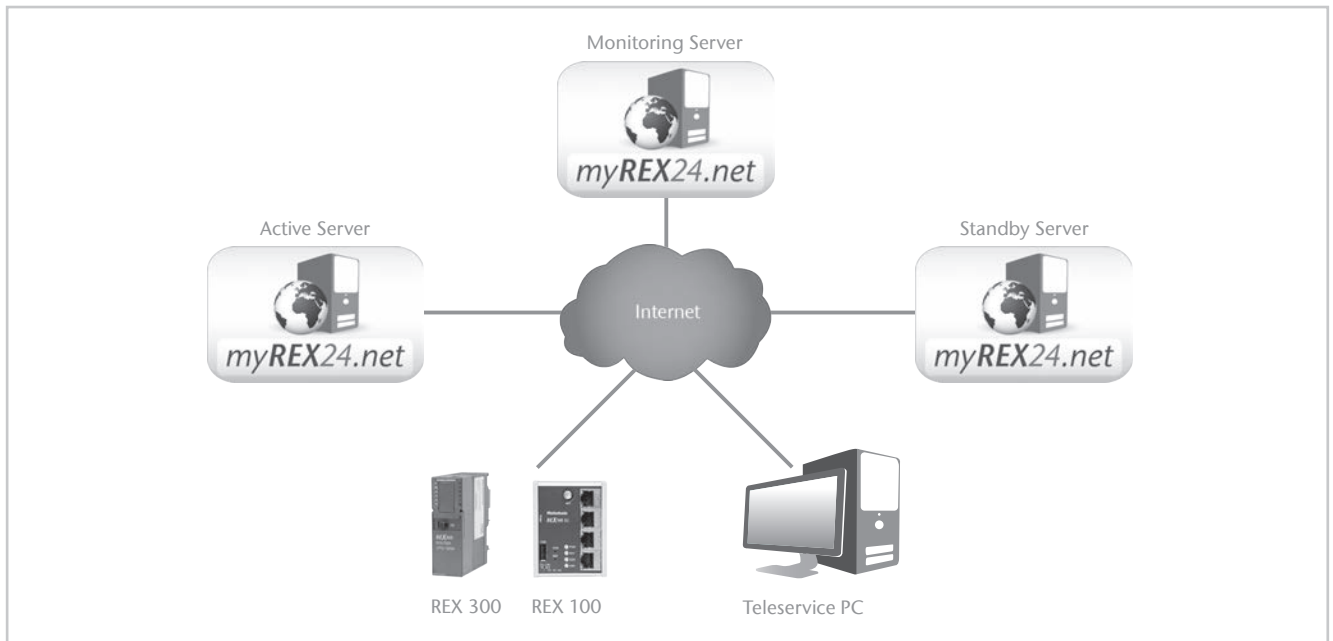 Monitoring Server
myREX24.net
Active Server
myREX24.net
Standby Server
myREX24.net
Internet
REX 300
REX 100
Teleservice PC